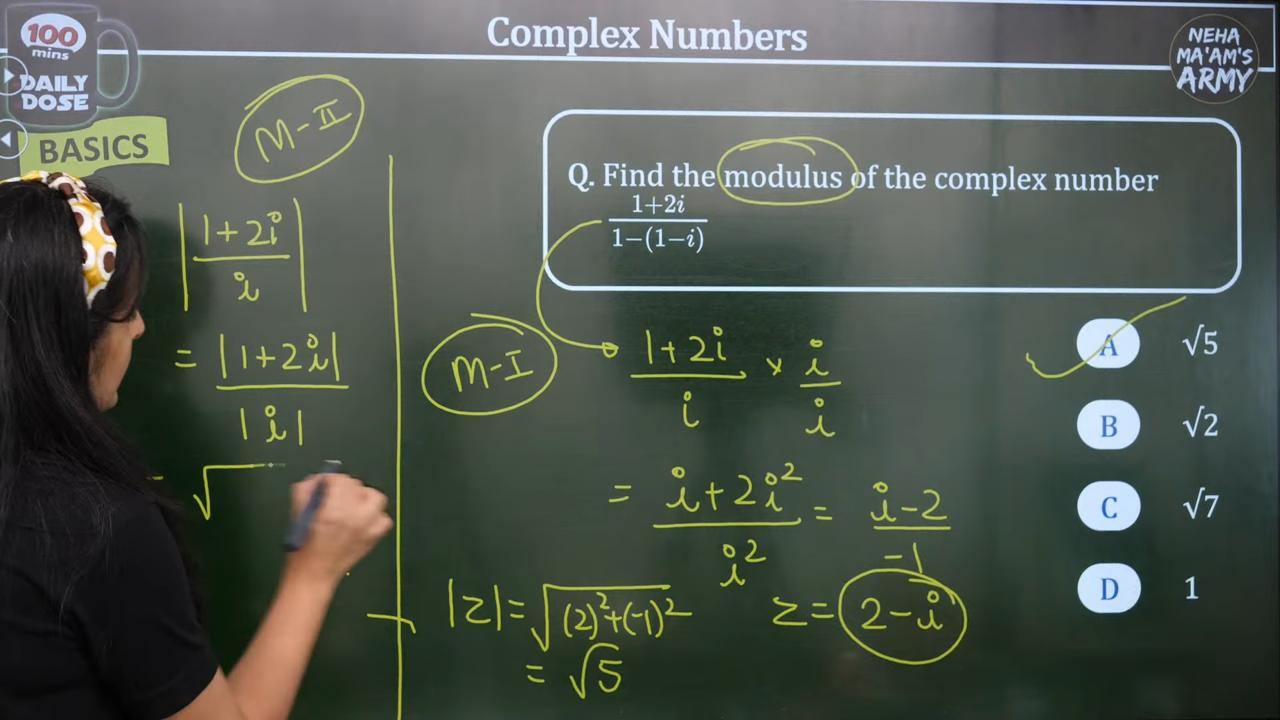 100
mins
DAILY
DOSE
Complex Numbers
NEHA
MA'AM'S
ARMY
BASICS
M-II
|1+2i / i|
= |1+2i| / |i|
= √
Q. Find the modulus of the complex number
1+2i / 1−(1−i)
M-I
1+2i / i × i / i
= i+2i² / i² = i-2 / -1
|z| = √(2)²+(-1)² z = 2-i
= √5
A √5
B √2
C √7
D 1